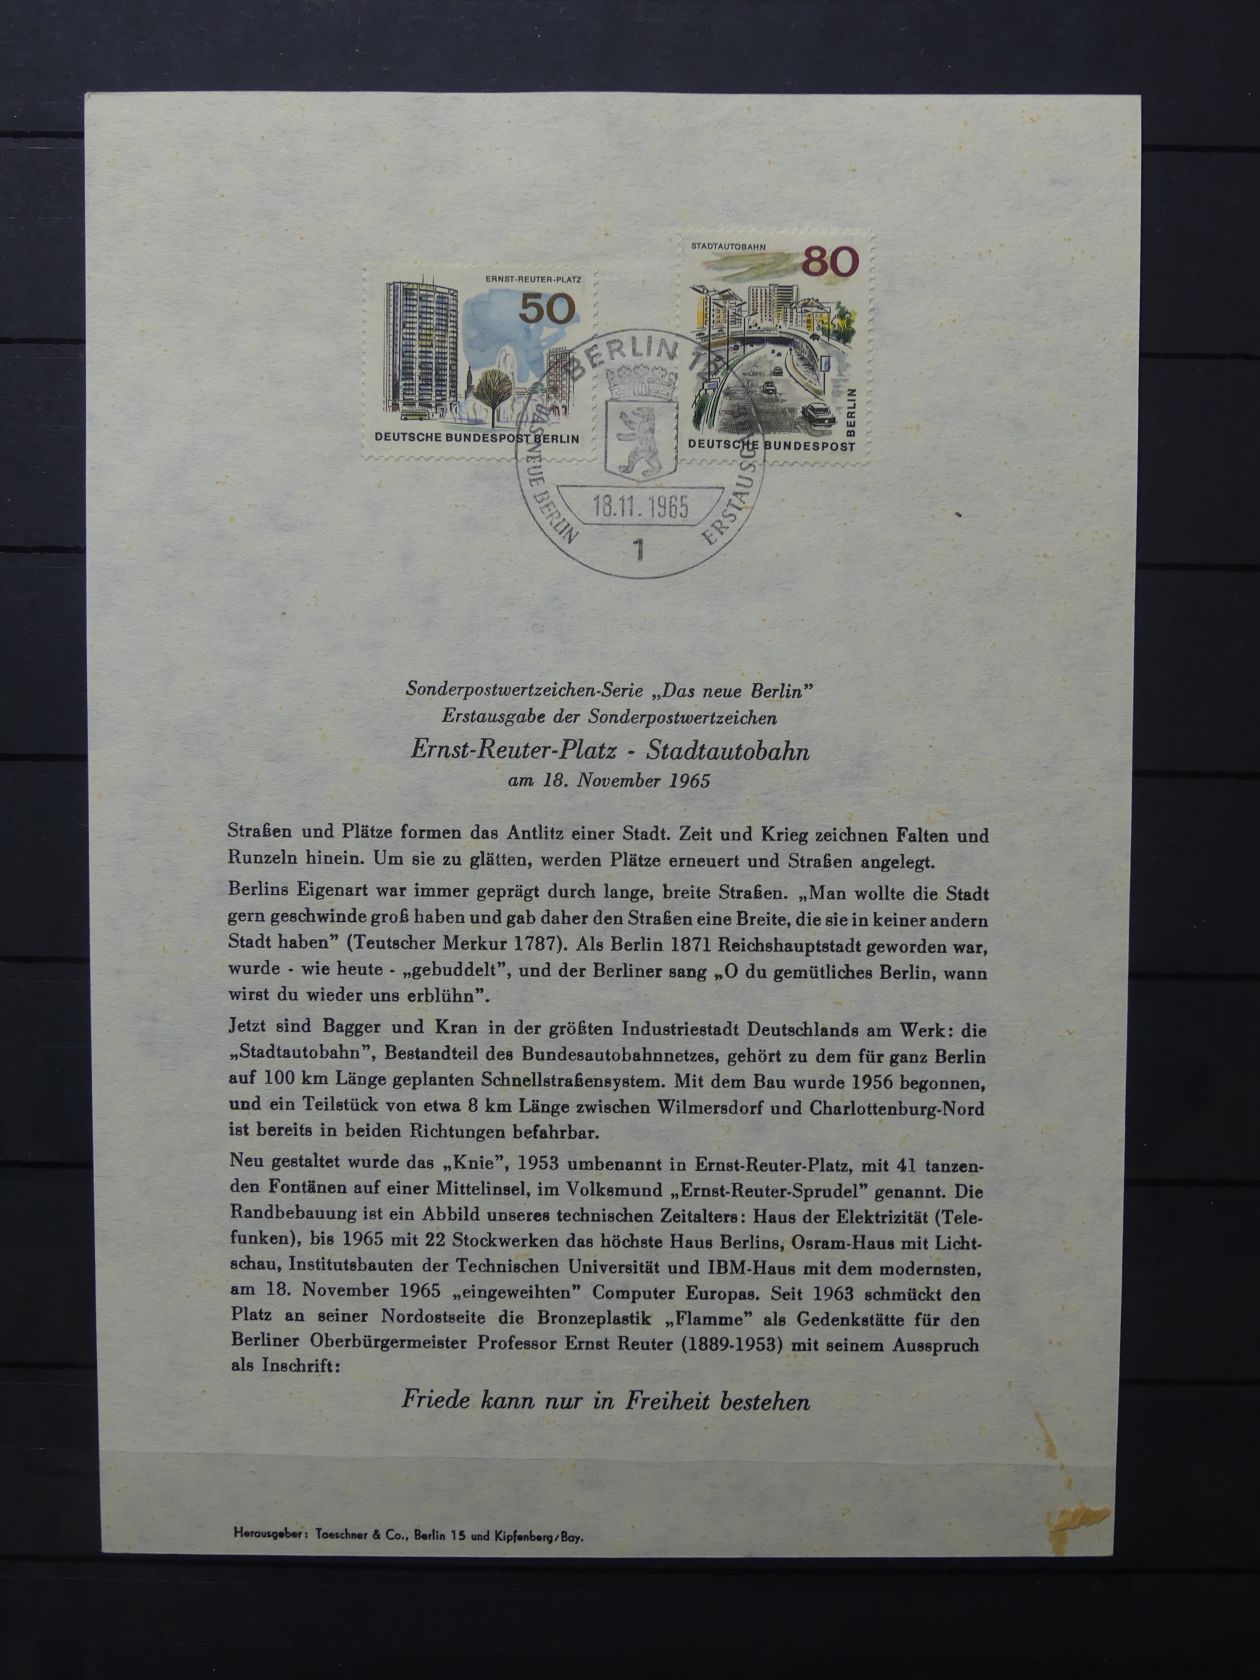 ERNST-REUTER-PLATZ
50
DEUTSCHE BUNDESPOST BERLIN
STADTAUTOBAHN
80
DEUTSCHE BUNDESPOST
BERLIN
BERLIN 12
DAS NEUE BERLIN
ERSTAUSGABE
18.11.1965
1
Sonderpostwertzeichen-Serie „Das neue Berlin”
Erstausgabe der Sonderpostwertzeichen
Ernst-Reuter-Platz - Stadtautobahn
am 18. November 1965
Straßen und Plätze formen das Antlitz einer Stadt. Zeit und Krieg zeichnen Falten und
Runzeln hinein. Um sie zu glätten, werden Plätze erneuert und Straßen angelegt.
Berlins Eigenart war immer geprägt durch lange, breite Straßen. „Man wollte die Stadt
gern geschwinde groß haben und gab daher den Straßen eine Breite, die sie in keiner andern
Stadt haben” (Teutscher Merkur 1787). Als Berlin 1871 Reichshauptstadt geworden war,
wurde - wie heute - „gebuddelt”, und der Berliner sang „O du gemütliches Berlin, wann
wirst du wieder uns erblühn”.
Jetzt sind Bagger und Kran in der größten Industriestadt Deutschlands am Werk: die
„Stadtautobahn”, Bestandteil des Bundesautobahnnetzes, gehört zu dem für ganz Berlin
auf 100 km Länge geplanten Schnellstraßensystem. Mit dem Bau wurde 1956 begonnen,
und ein Teilstück von etwa 8 km Länge zwischen Wilmersdorf und Charlottenburg-Nord
ist bereits in beiden Richtungen befahrbar.
Neu gestaltet wurde das „Knie”, 1953 umbenannt in Ernst-Reuter-Platz, mit 41 tanzen-
den Fontänen auf einer Mittelinsel, im Volksmund „Ernst-Reuter-Sprudel” genannt. Die
Randbebauung ist ein Abbild unseres technischen Zeitalters: Haus der Elektrizität (Tele-
funken), bis 1965 mit 22 Stockwerken das höchste Haus Berlins, Osram-Haus mit Licht-
schau, Institutsbauten der Technischen Universität und IBM-Haus mit dem modernsten,
am 18. November 1965 „eingeweihten” Computer Europas. Seit 1963 schmückt den
Platz an seiner Nordostseite die Bronzeplastik „Flamme” als Gedenkstätte für den
Berliner Oberbürgermeister Professor Ernst Reuter (1889-1953) mit seinem Ausspruch
als Inschrift:
Friede kann nur in Freiheit bestehen
Herausgeber: Taeschner & Co., Berlin 15 und Kipfenberg/Bay.